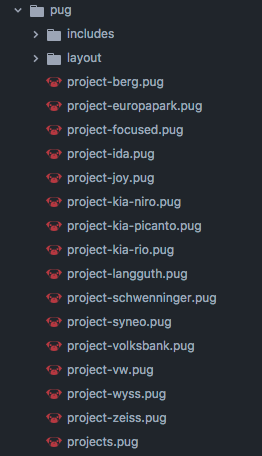 pug
includes
layout
project-berg.pug
project-europapark.pug
project-focused.pug
project-ida.pug
project-joy.pug
project-kia-niro.pug
project-kia-picanto.pug
project-kia-rio.pug
project-langguth.pug
project-schwenninger.pug
project-syneo.pug
project-volksbank.pug
project-vw.pug
project-wyss.pug
project-zeiss.pug
projects.pug